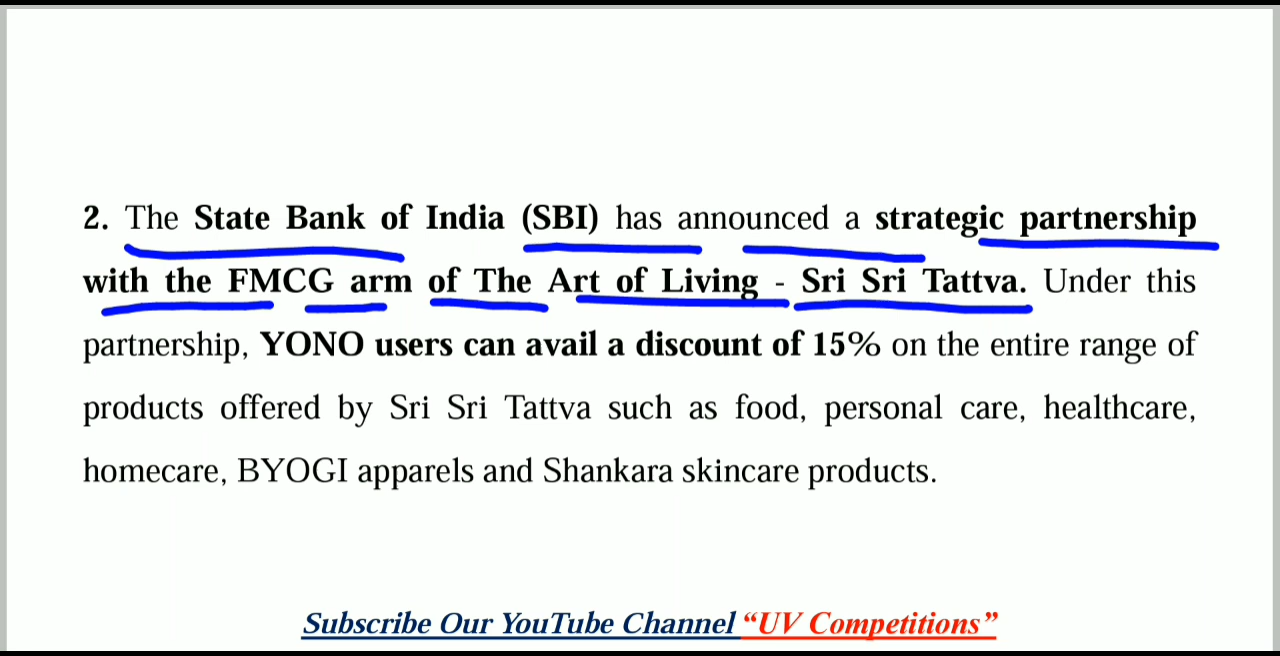 2. The State Bank of India (SBI) has announced a strategic partnership
with the FMCG arm of The Art of Living - Sri Sri Tattva. Under this
partnership, YONO users can avail a discount of 15% on the entire range of
products offered by Sri Sri Tattva such as food, personal care, healthcare,
homecare, BYOGI apparels and Shankara skincare products.
Subscribe Our YouTube Channel “UV Competitions”